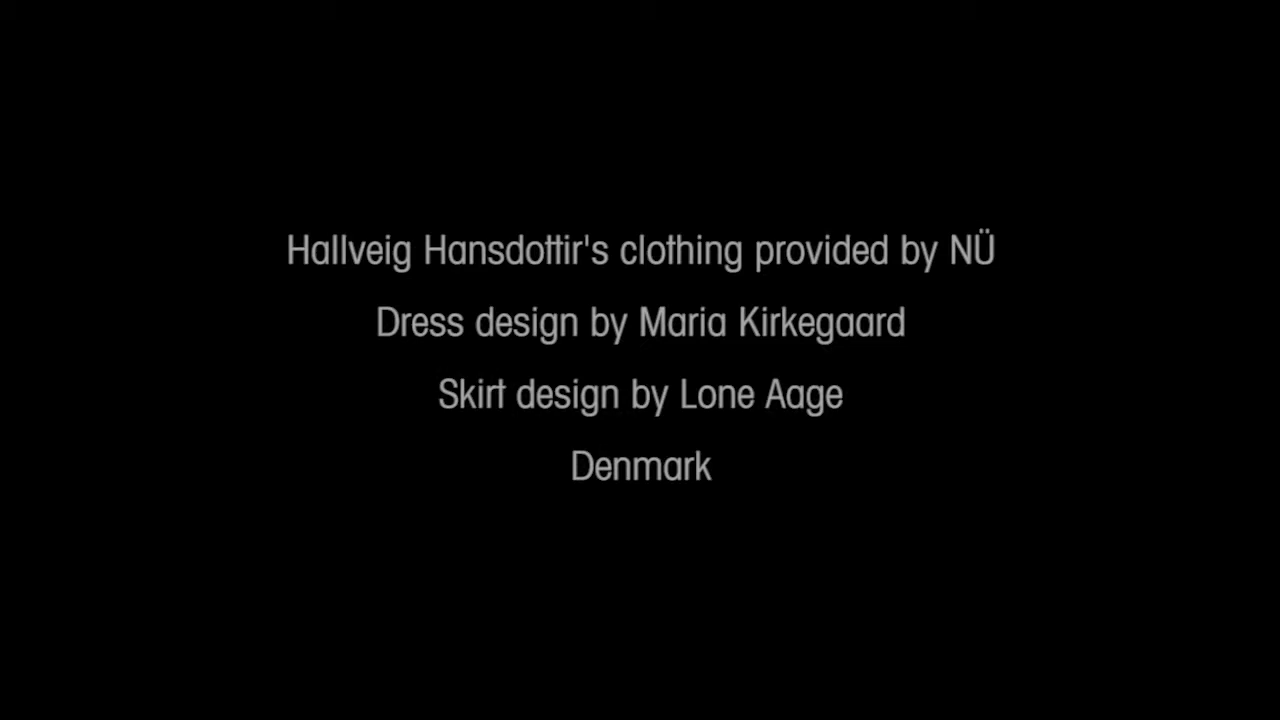 Hallveig Hansdottir's clothing provided by NÜ
Dress design by Maria Kirkegaard
Skirt design by Lone Aage
Denmark